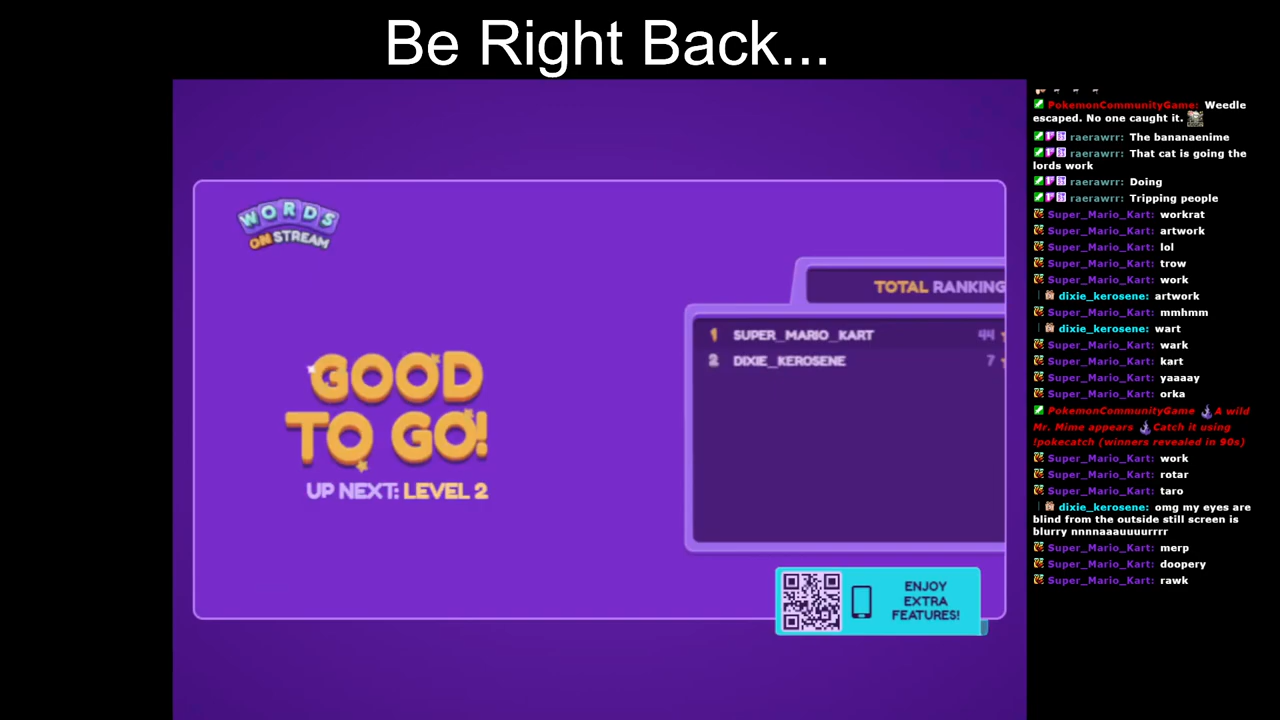 Be Right Back...
WORDS
ON STREAM
GOOD
TO GO!
UP NEXT: LEVEL 2
TOTAL RANKING
1 SUPER_MARIO_KART 44
2 DIXIE_KEROSENE 7
ENJOY
EXTRA
FEATURES!
PokemonCommunityGame: Weedle
escaped. No one caught it.
raerawrr: The bananaenime
raerawrr: That cat is going the
lords work
raerawrr: Doing
raerawrr: Tripping people
Super_Mario_Kart: workrat
Super_Mario_Kart: artwork
Super_Mario_Kart: lol
Super_Mario_Kart: trow
Super_Mario_Kart: work
dixie_kerosene: artwork
Super_Mario_Kart: mmhmm
dixie_kerosene: wart
Super_Mario_Kart: wark
Super_Mario_Kart: kart
Super_Mario_Kart: yaaaay
Super_Mario_Kart: orka
PokemonCommunityGame A wild
Mr. Mime appears Catch it using
!pokecatch (winners revealed in 90s)
Super_Mario_Kart: work
Super_Mario_Kart: rotar
Super_Mario_Kart: taro
dixie_kerosene: omg my eyes are
blind from the outside still screen is
blurry nnnaaauuuurrrr
Super_Mario_Kart: merp
Super_Mario_Kart: doopery
Super_Mario_Kart: rawk